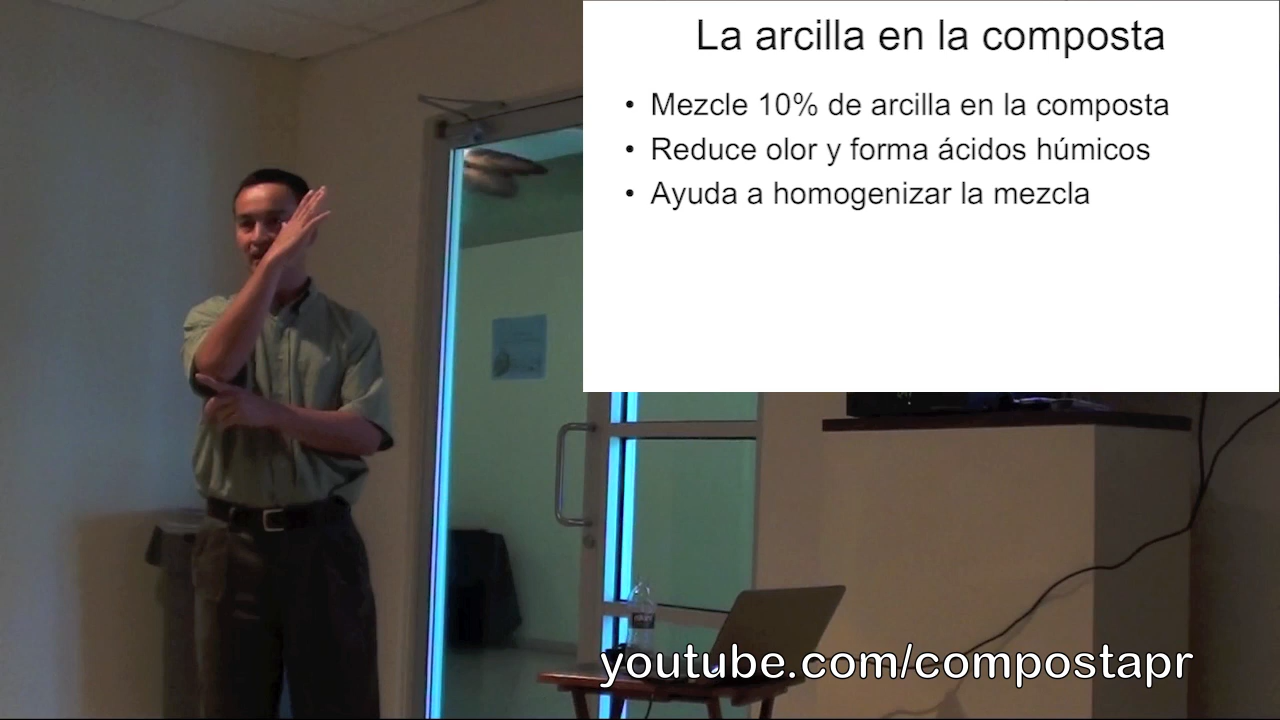 La arcilla en la composta
• Mezcle 10% de arcilla en la composta
• Reduce olor y forma ácidos húmicos
• Ayuda a homogenizar la mezcla
youtube.com/compostapr